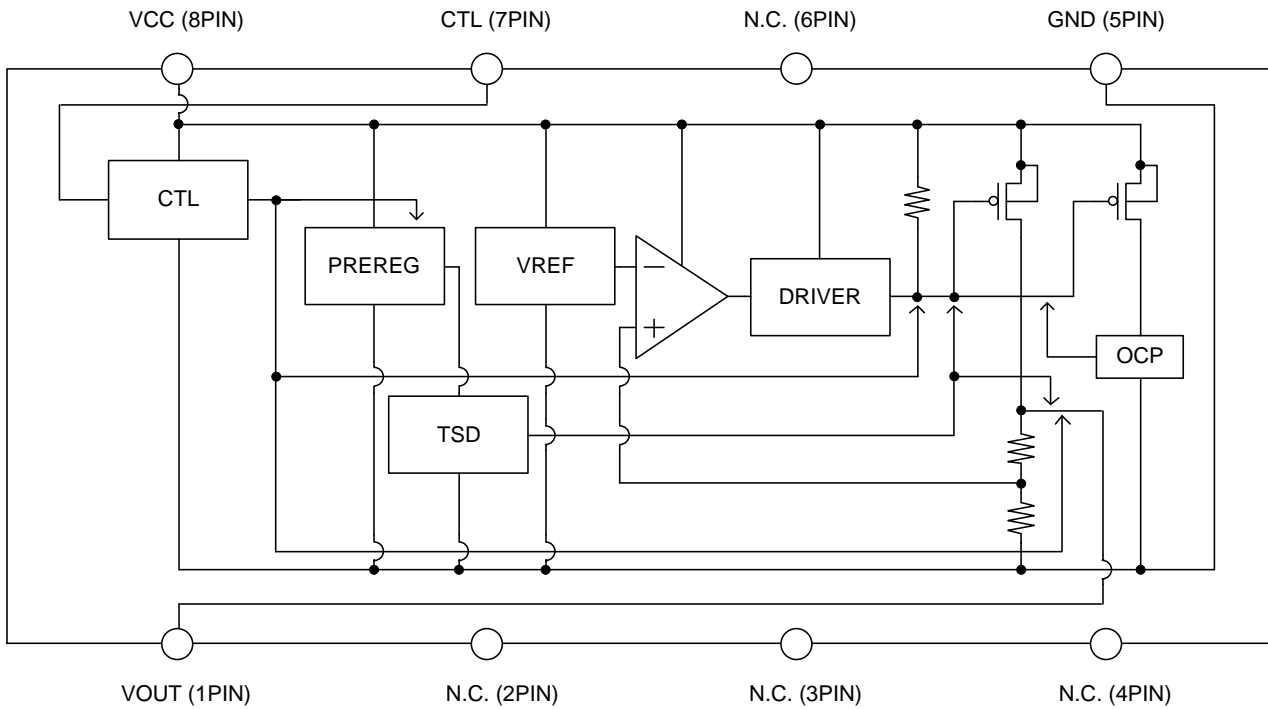 VCC (8PIN)
CTL (7PIN)
N.C. (6PIN)
GND (5PIN)
CTL
PREREG
VREF
DRIVER
OCP
TSD
VOUT (1PIN)
N.C. (2PIN)
N.C. (3PIN)
N.C. (4PIN)